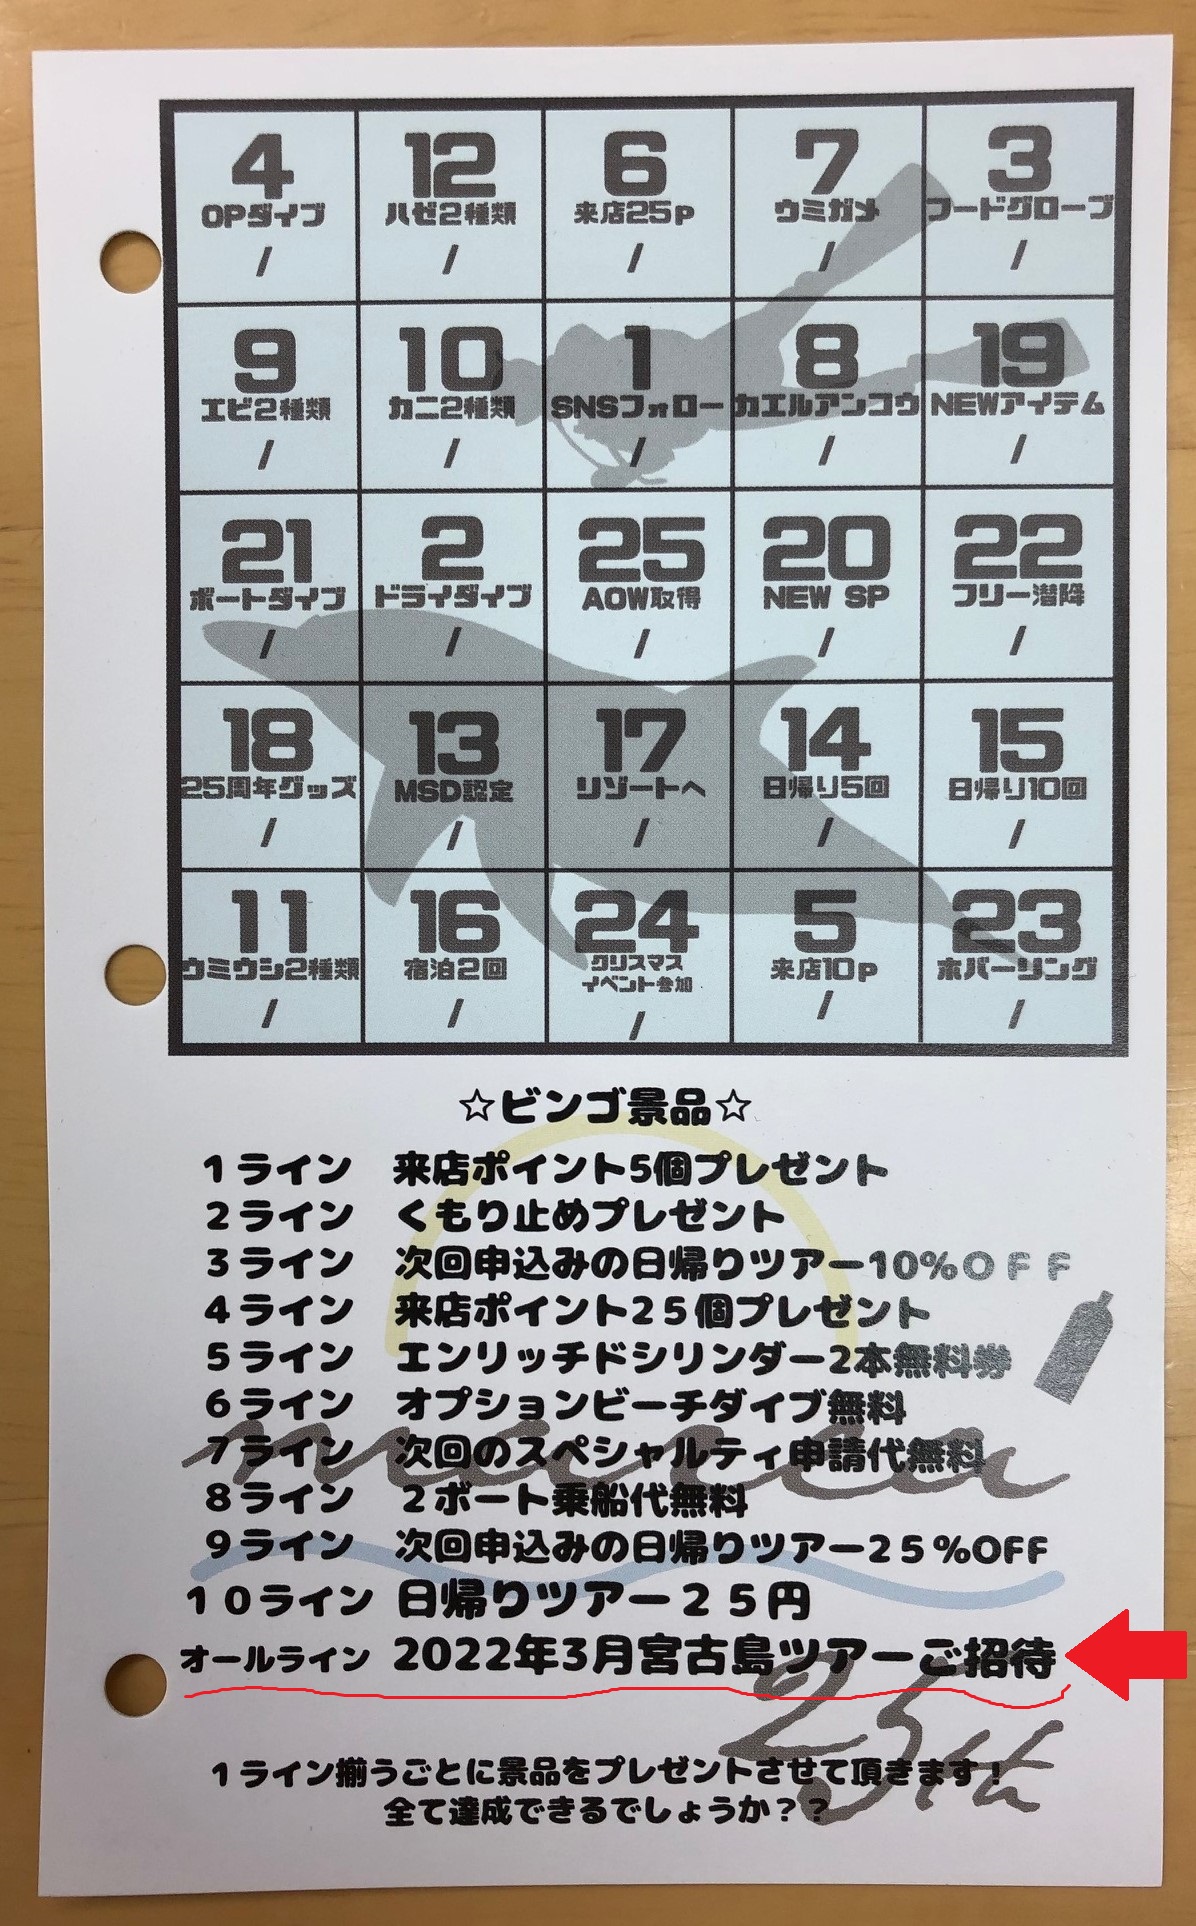 4 12 6 7 3
OPダイブ ハゼ2種類 来店25p ウミガメ フードグローブ
/ / / / /
9 10 1 8 19
エビ2種類 カニ2種類 SNSフォロー カエルアンコウ NEWアイテム
/ / / / /
21 2 25 20 22
ボートダイブ ドライダイブ AOW取得 NEW SP フリー潜降
/ / / / /
18 13 17 14 15
25周年グッズ MSD認定 リゾートへ 日帰り5回 日帰り10回
/ / / / /
11 16 24 5 23
ウミウシ2種類 宿泊2回 クリスマス 来店10p ホバーリング
イベント参加
/ / / / /
☆ビンゴ景品☆
1ライン 来店ポイント5個プレゼント
2ライン くもり止めプレゼント
3ライン 次回申込みの日帰りツアー10%OFF
4ライン 来店ポイント25個プレゼント
5ライン エンリッチドシリンダー2本無料券
6ライン オプションビーチダイブ無料
7ライン 次回のスペシャルティ申請代無料
8ライン 2ボート乗船代無料
9ライン 次回申込みの日帰りツアー25%OFF
10ライン 日帰りツアー25円
オールライン 2022年3月宮古島ツアーご招待
25th
1ライン揃うごとに景品をプレゼントさせて頂きます!
全て達成できるでしょうか??